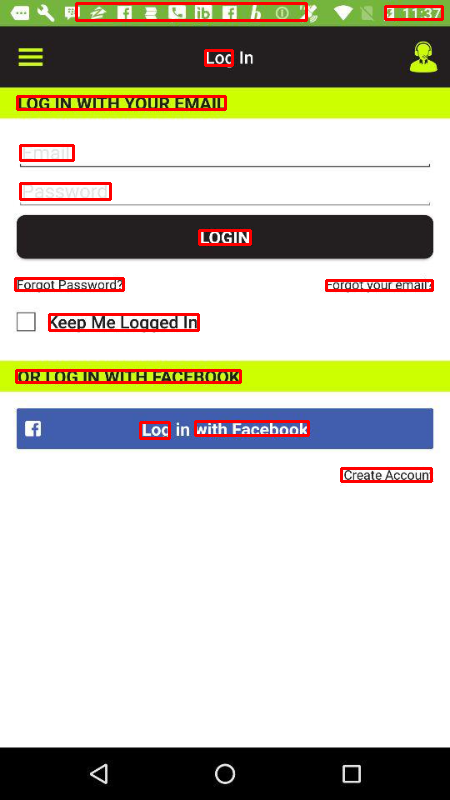 11:37
Log In
LOG IN WITH YOUR EMAIL
Email
Password
LOGIN
Forgot Password? Forgot your email?
Keep Me Logged In
OR LOG IN WITH FACEBOOK
Log in with Facebook
Create Account